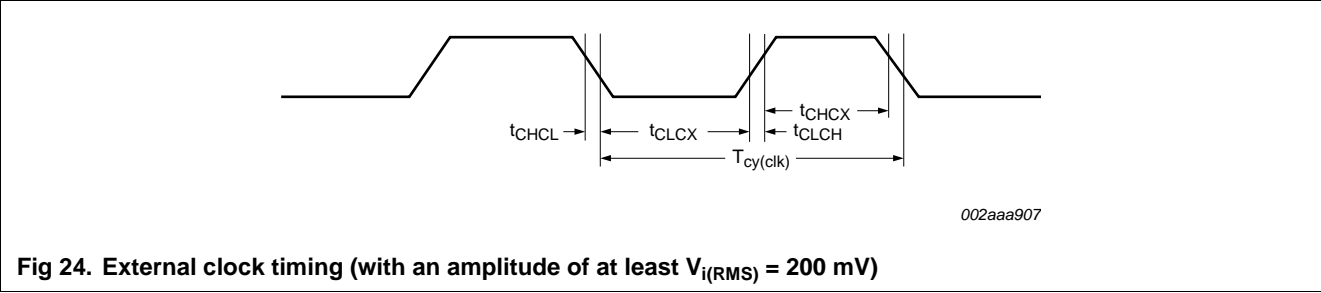 tCHCX
tCHCL tCLCX tCLCH
Tcy(clk)
002aaa907
Fig 24. External clock timing (with an amplitude of at least Vi(RMS) = 200 mV)